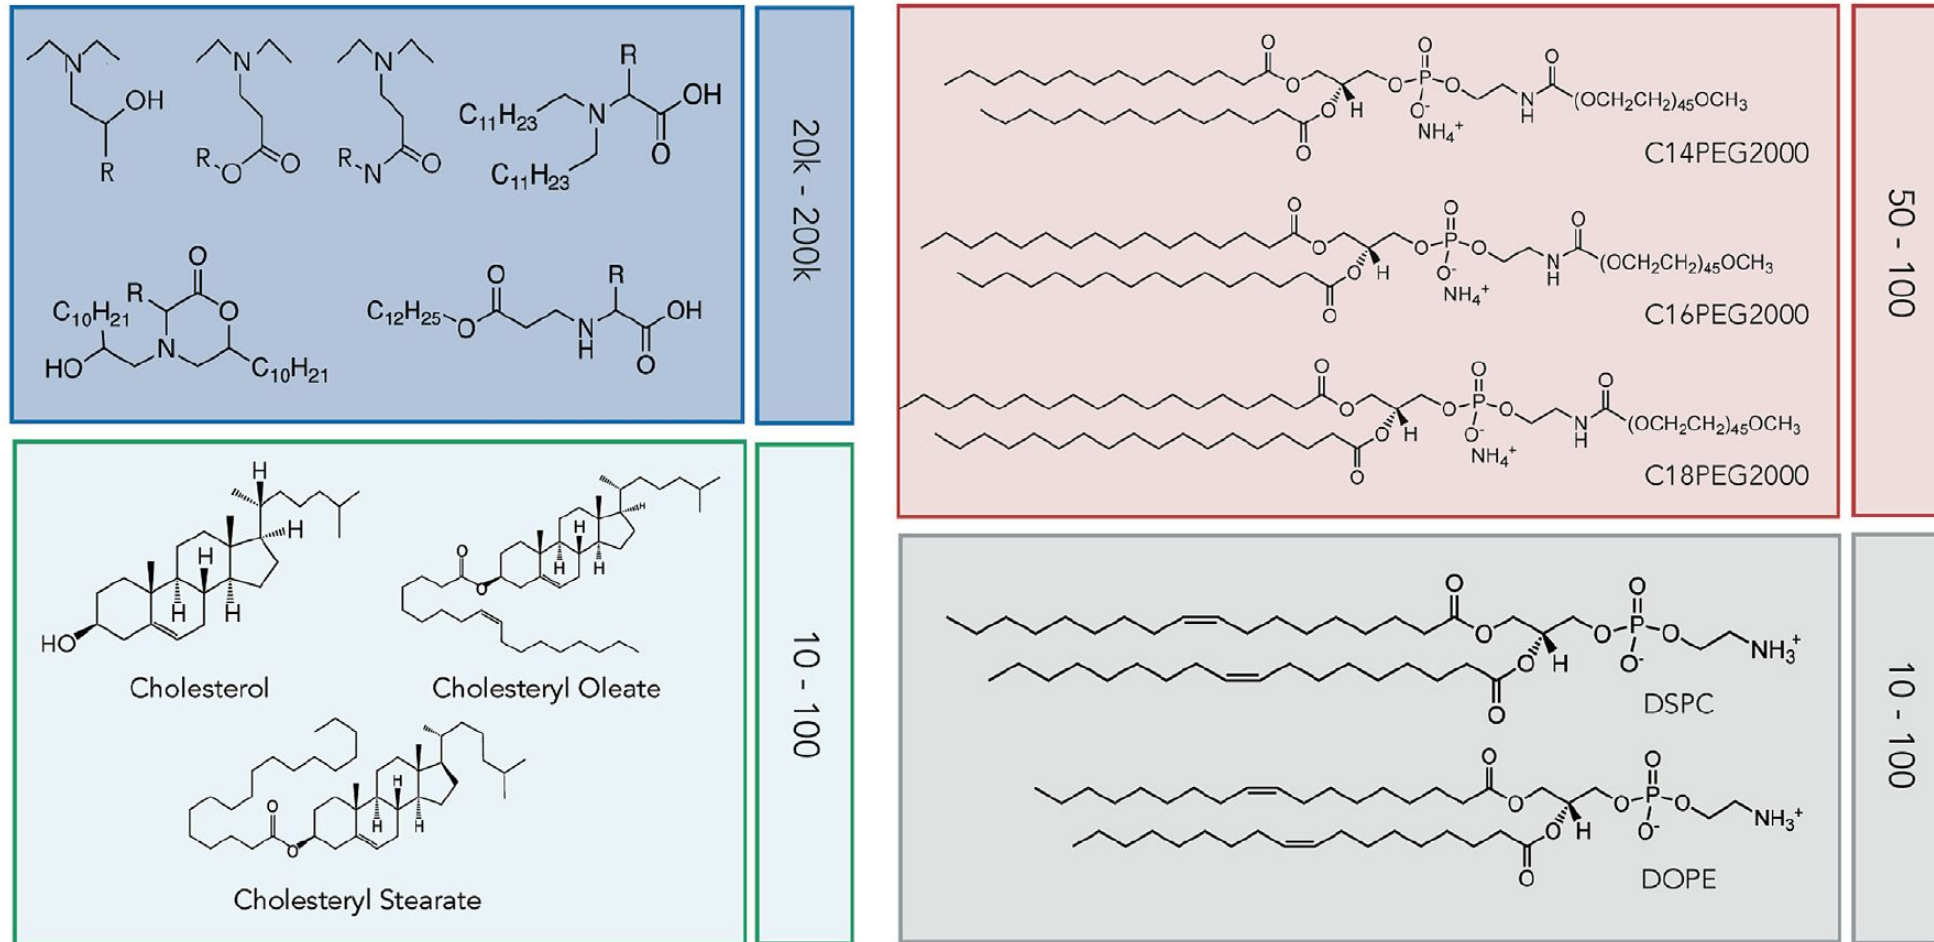 N
OH
R
N
R
O
O
N
R
N
O
R
C₁₁H₂₃
N
OH
O
C₁₁H₂₃
O
R
C₁₀H₂₁
O
HO
N
C₁₀H₂₁
O
R
C₁₂H₂₅
O
N
H
OH
O
20k - 200k
H
H
H
H
H
HO
Cholesterol
O
O
H
H
H
H
Cholesteryl Oleate
O
O
H
H
H
Cholesteryl Stearate
10 - 100
O
O
O
O
P
O
O
O⁻
NH₄⁺
H
N
H
O
(OCH₂CH₂)₄₅OCH₃
O
C14PEG2000
O
O
O
O
P
O
O
O⁻
NH₄⁺
H
N
H
O
(OCH₂CH₂)₄₅OCH₃
O
C16PEG2000
O
O
O
O
P
O
O
O⁻
NH₄⁺
H
N
H
O
(OCH₂CH₂)₄₅OCH₃
O
C18PEG2000
50 - 100
O
O
O
O
P
O
O
O⁻
H
NH₃⁺
O
DSPC
O
O
O
O
P
O
O
O⁻
H
NH₃⁺
O
DOPE
10 - 100